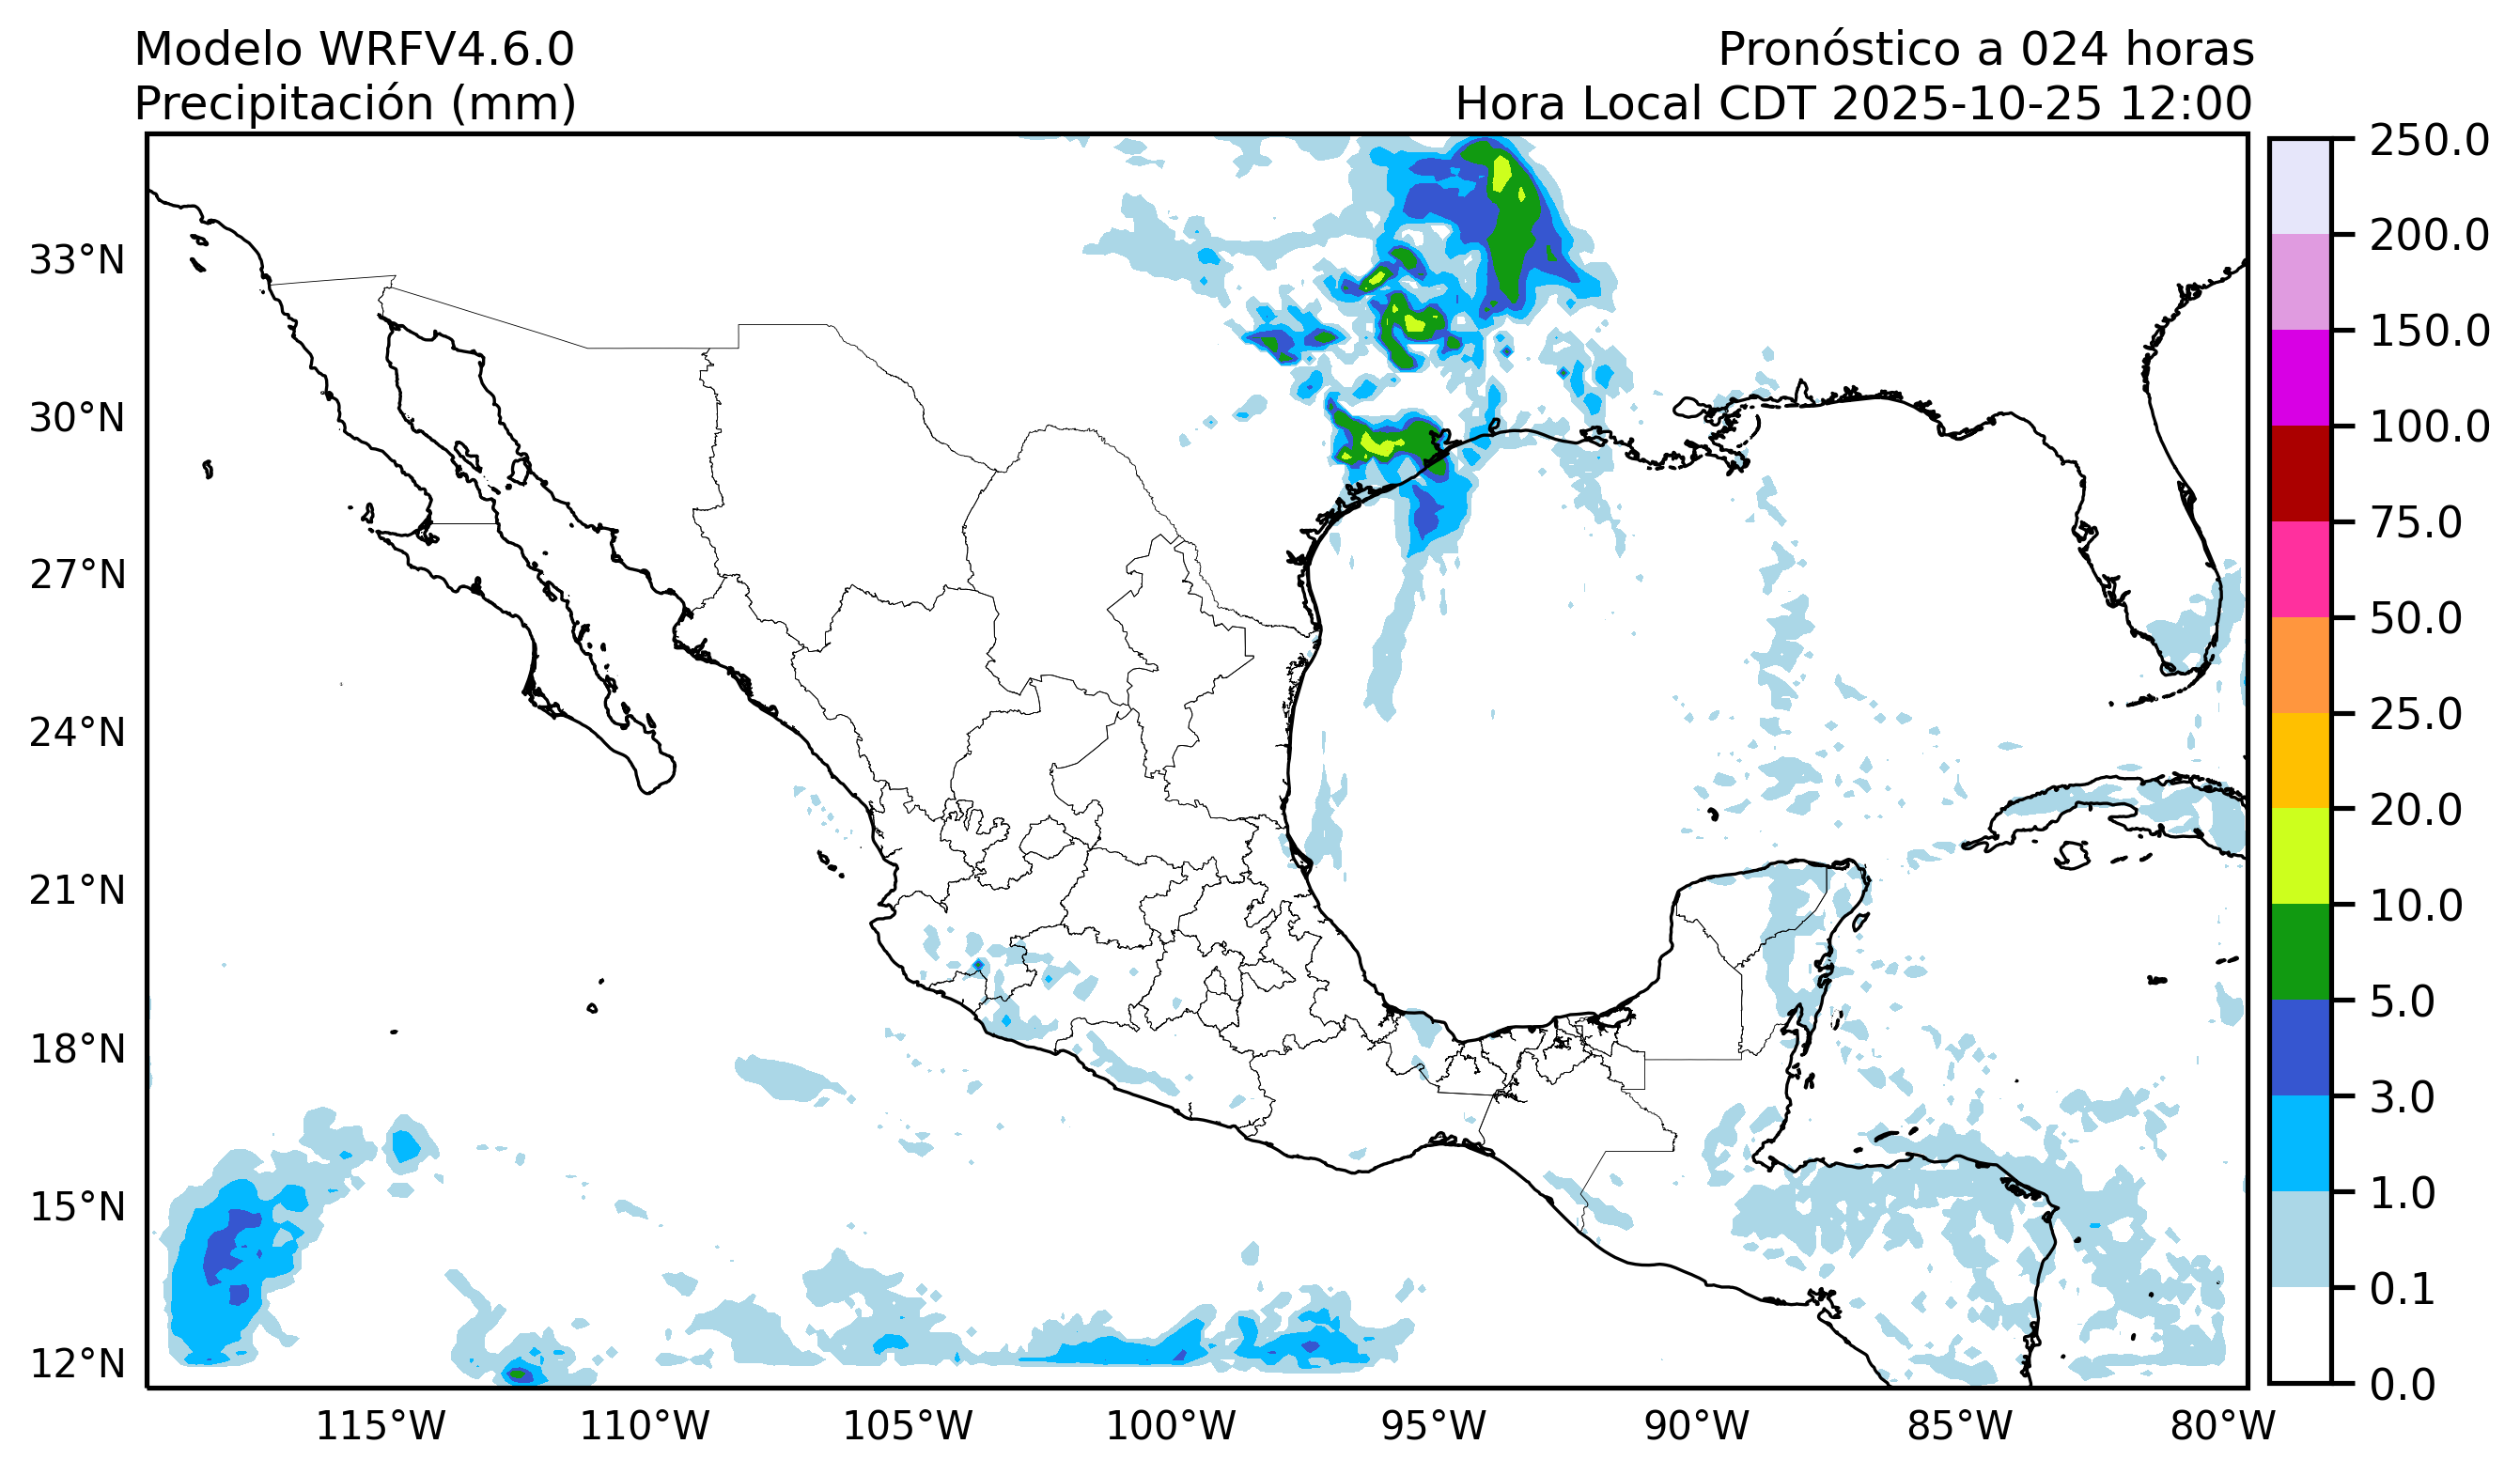 Modelo WRFV4.6.0
Precipitación (mm)
Pronóstico a 024 horas
Hora Local CDT 2025-10-25 12:00
33°N
30°N
27°N
24°N
21°N
18°N
15°N
12°N
115°W
110°W
105°W
100°W
95°W
90°W
85°W
80°W
250.0
200.0
150.0
100.0
75.0
50.0
25.0
20.0
10.0
5.0
3.0
1.0
0.1
0.0